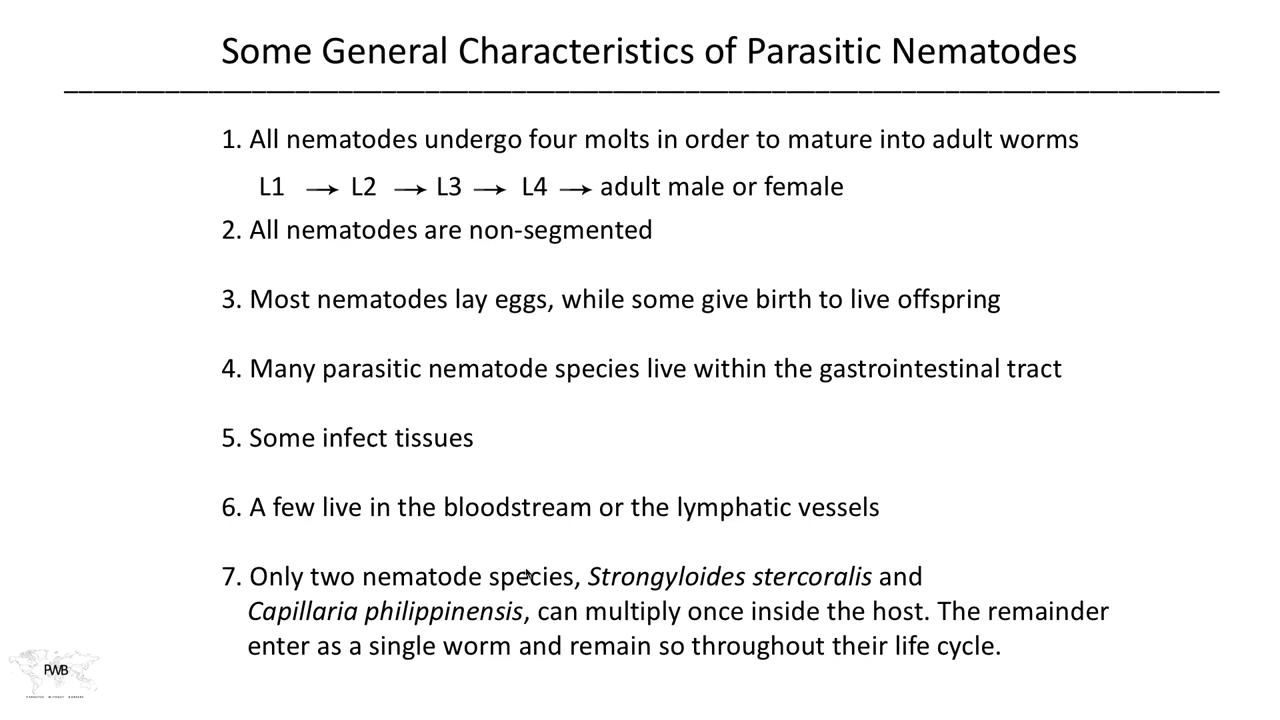 Some General Characteristics of Parasitic Nematodes
1. All nematodes undergo four molts in order to mature into adult worms
L1 → L2 → L3 → L4 → adult male or female
2. All nematodes are non-segmented
3. Most nematodes lay eggs, while some give birth to live offspring
4. Many parasitic nematode species live within the gastrointestinal tract
5. Some infect tissues
6. A few live in the bloodstream or the lymphatic vessels
7. Only two nematode species, Strongyloides stercoralis and
Capillaria philippinensis, can multiply once inside the host. The remainder
enter as a single worm and remain so throughout their life cycle.
PWB
PARASITES WITHOUT BORDERS